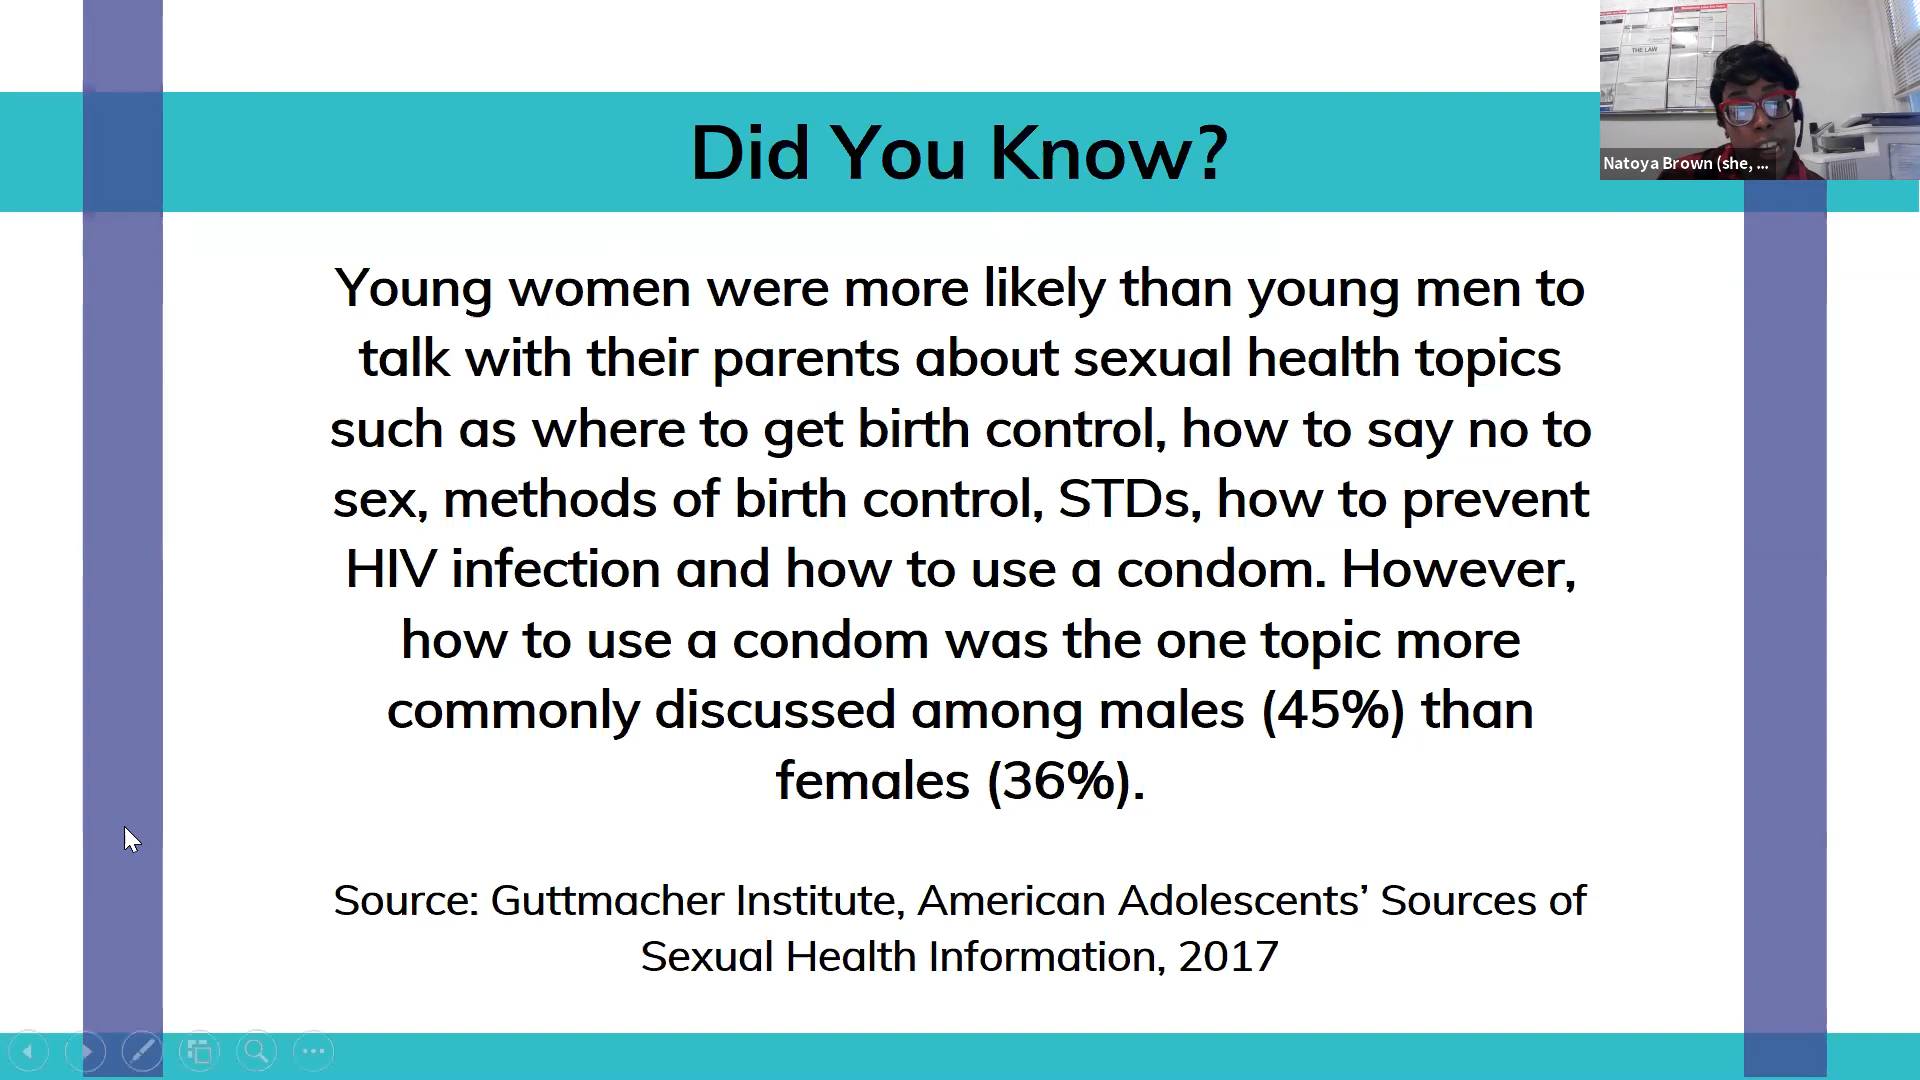 Did You Know?
THE LAW
Natoya Brown (she, ...
Young women were more likely than young men to
talk with their parents about sexual health topics
such as where to get birth control, how to say no to
sex, methods of birth control, STDs, how to prevent
HIV infection and how to use a condom. However,
how to use a condom was the one topic more
commonly discussed among males (45%) than
females (36%).
Source: Guttmacher Institute, American Adolescents’ Sources of
Sexual Health Information, 2017